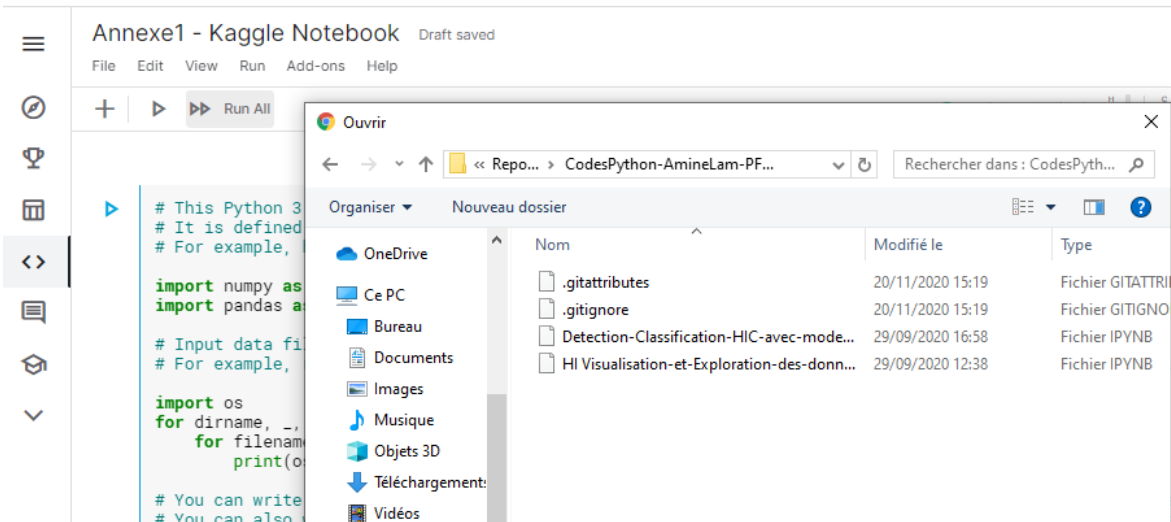 Annexe1 - Kaggle Notebook Draft saved
File Edit View Run Add-ons Help
Run All
# This Python 3
# It is defined
# For example,
import numpy as
import pandas as
# Input data fi
# For example,
import os
for dirname, _,
for filename
print(os
# You can write
# You can also
Ouvrir
« Repo... > CodesPython-AmineLam-PF...
Rechercher dans : CodesPyth...
Organiser Nouveau dossier
OneDrive
Ce PC
Bureau
Documents
Images
Musique
Objets 3D
Téléchargements
Vidéos
Nom Modifié le Type
.gitattributes 20/11/2020 15:19 Fichier GITATTRI
.gitignore 20/11/2020 15:19 Fichier GITIGNO
Detection-Classification-HIC-avec-mode... 29/09/2020 16:58 Fichier IPYNB
HI Visualisation-et-Exploration-des-donn... 29/09/2020 12:38 Fichier IPYNB